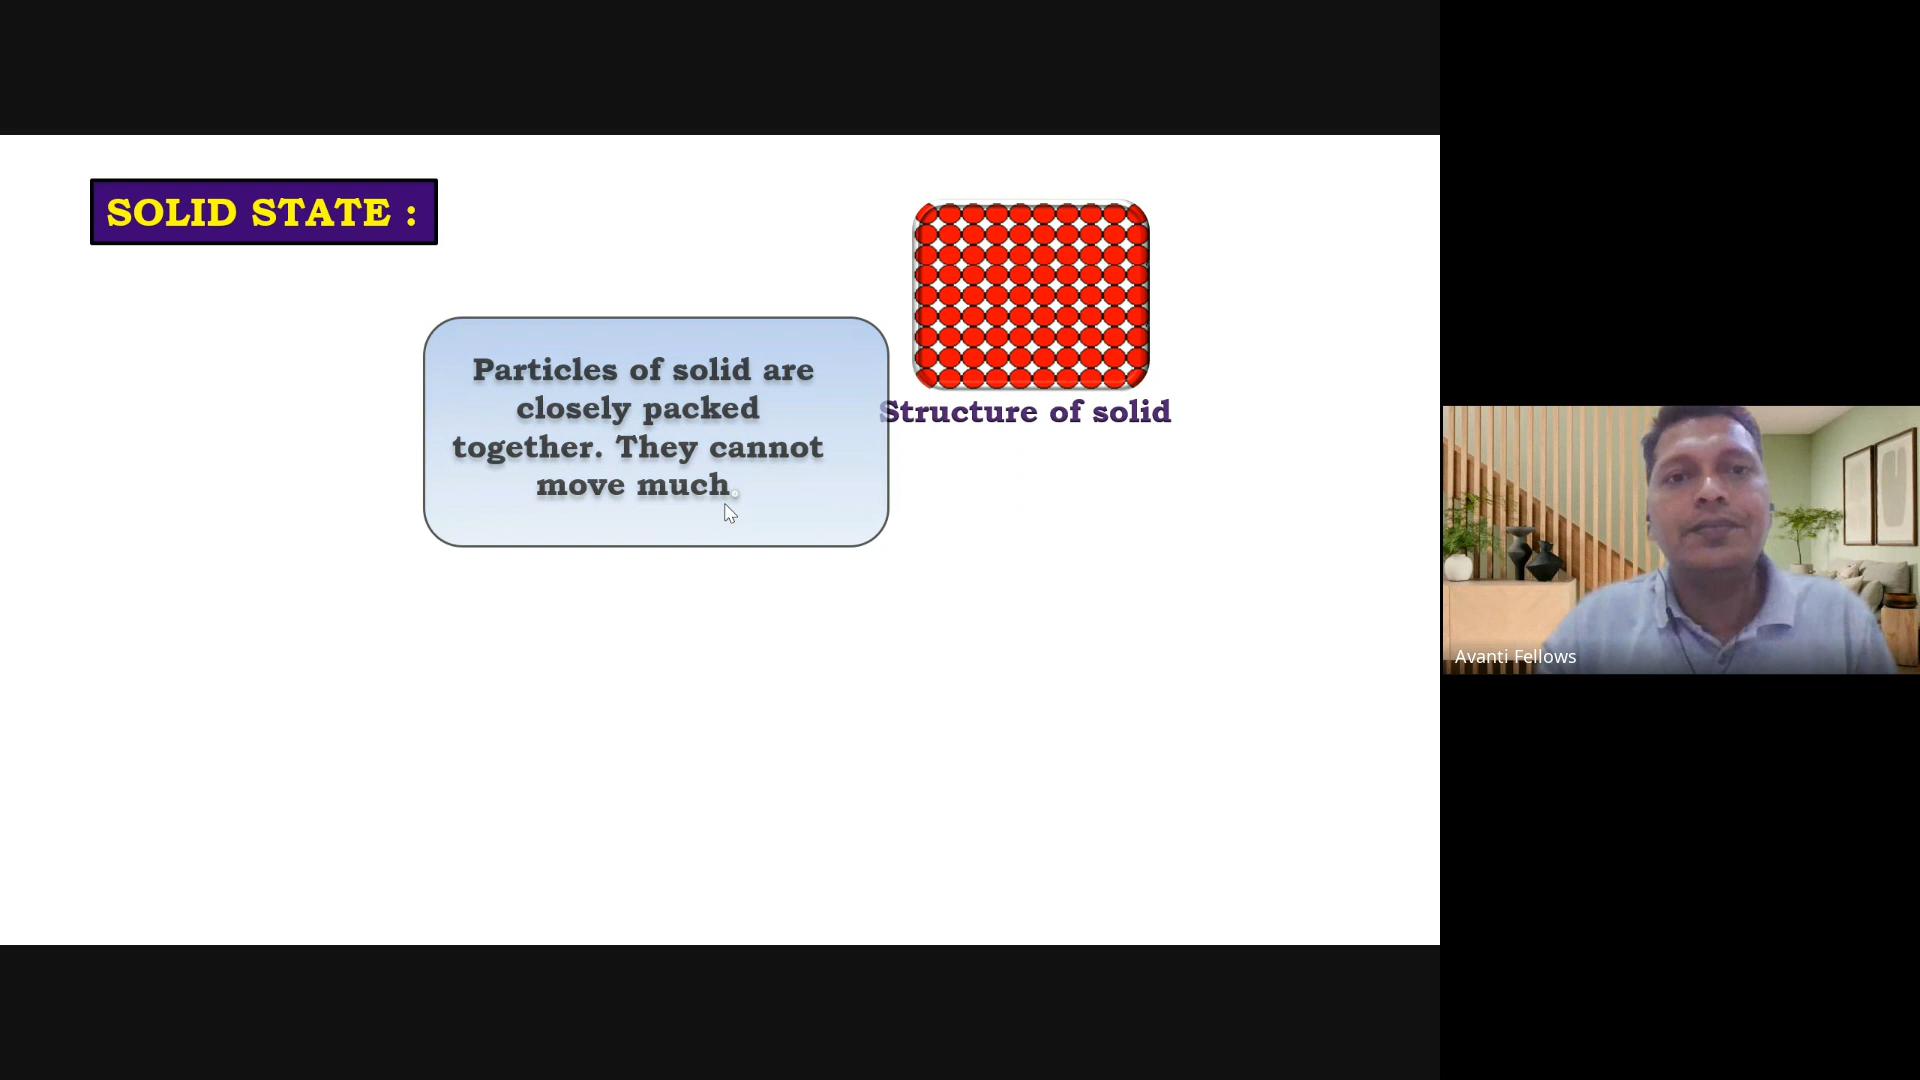 SOLID STATE :
Particles of solid are
closely packed
together. They cannot
move much.
Structure of solid
Avanti Fellows